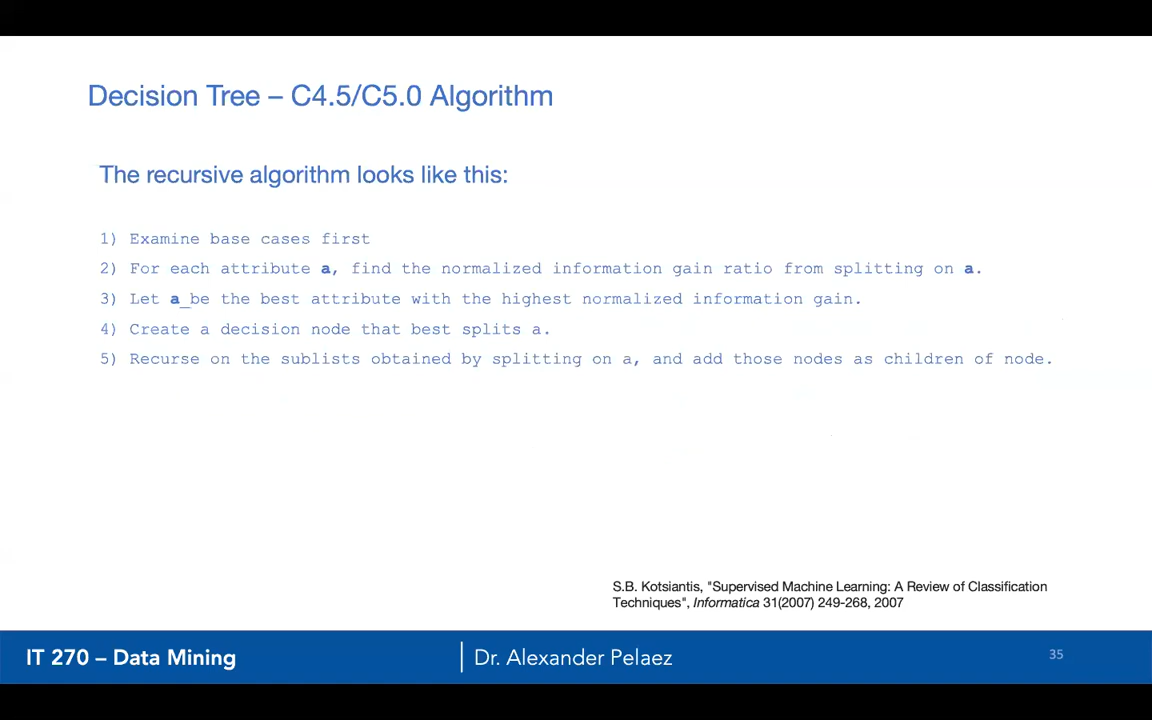 Decision Tree – C4.5/C5.0 Algorithm
The recursive algorithm looks like this:
1) Examine base cases first
2) For each attribute a, find the normalized information gain ratio from splitting on a.
3) Let a_be the best attribute with the highest normalized information gain.
4) Create a decision node that best splits a.
5) Recurse on the sublists obtained by splitting on a, and add those nodes as children of node.
S.B. Kotsiantis, "Supervised Machine Learning: A Review of Classification
Techniques", Informatica 31(2007) 249-268, 2007
IT 270 – Data Mining
Dr. Alexander Pelaez
35